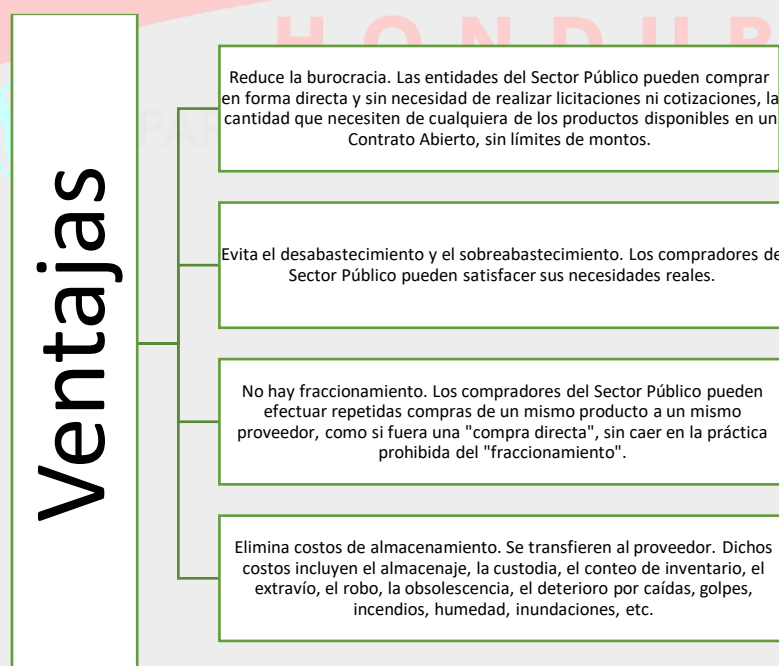 HONDUR
PAR
Ventajas
Reduce la burocracia. Las entidades del Sector Público pueden comprar
en forma directa y sin necesidad de realizar licitaciones ni cotizaciones, la
cantidad que necesiten de cualquiera de los productos disponibles en un
Contrato Abierto, sin límites de montos.
Evita el desabastecimiento y el sobreabastecimiento. Los compradores de
Sector Público pueden satisfacer sus necesidades reales.
No hay fraccionamiento. Los compradores del Sector Público pueden
efectuar repetidas compras de un mismo producto a un mismo
proveedor, como si fuera una "compra directa", sin caer en la práctica
prohibida del "fraccionamiento".
Elimina costos de almacenamiento. Se transfieren al proveedor. Dichos
costos incluyen el almacenaje, la custodia, el conteo de inventario, el
extravío, el robo, la obsolescencia, el deterioro por caídas, golpes,
incendios, humedad, inundaciones, etc.